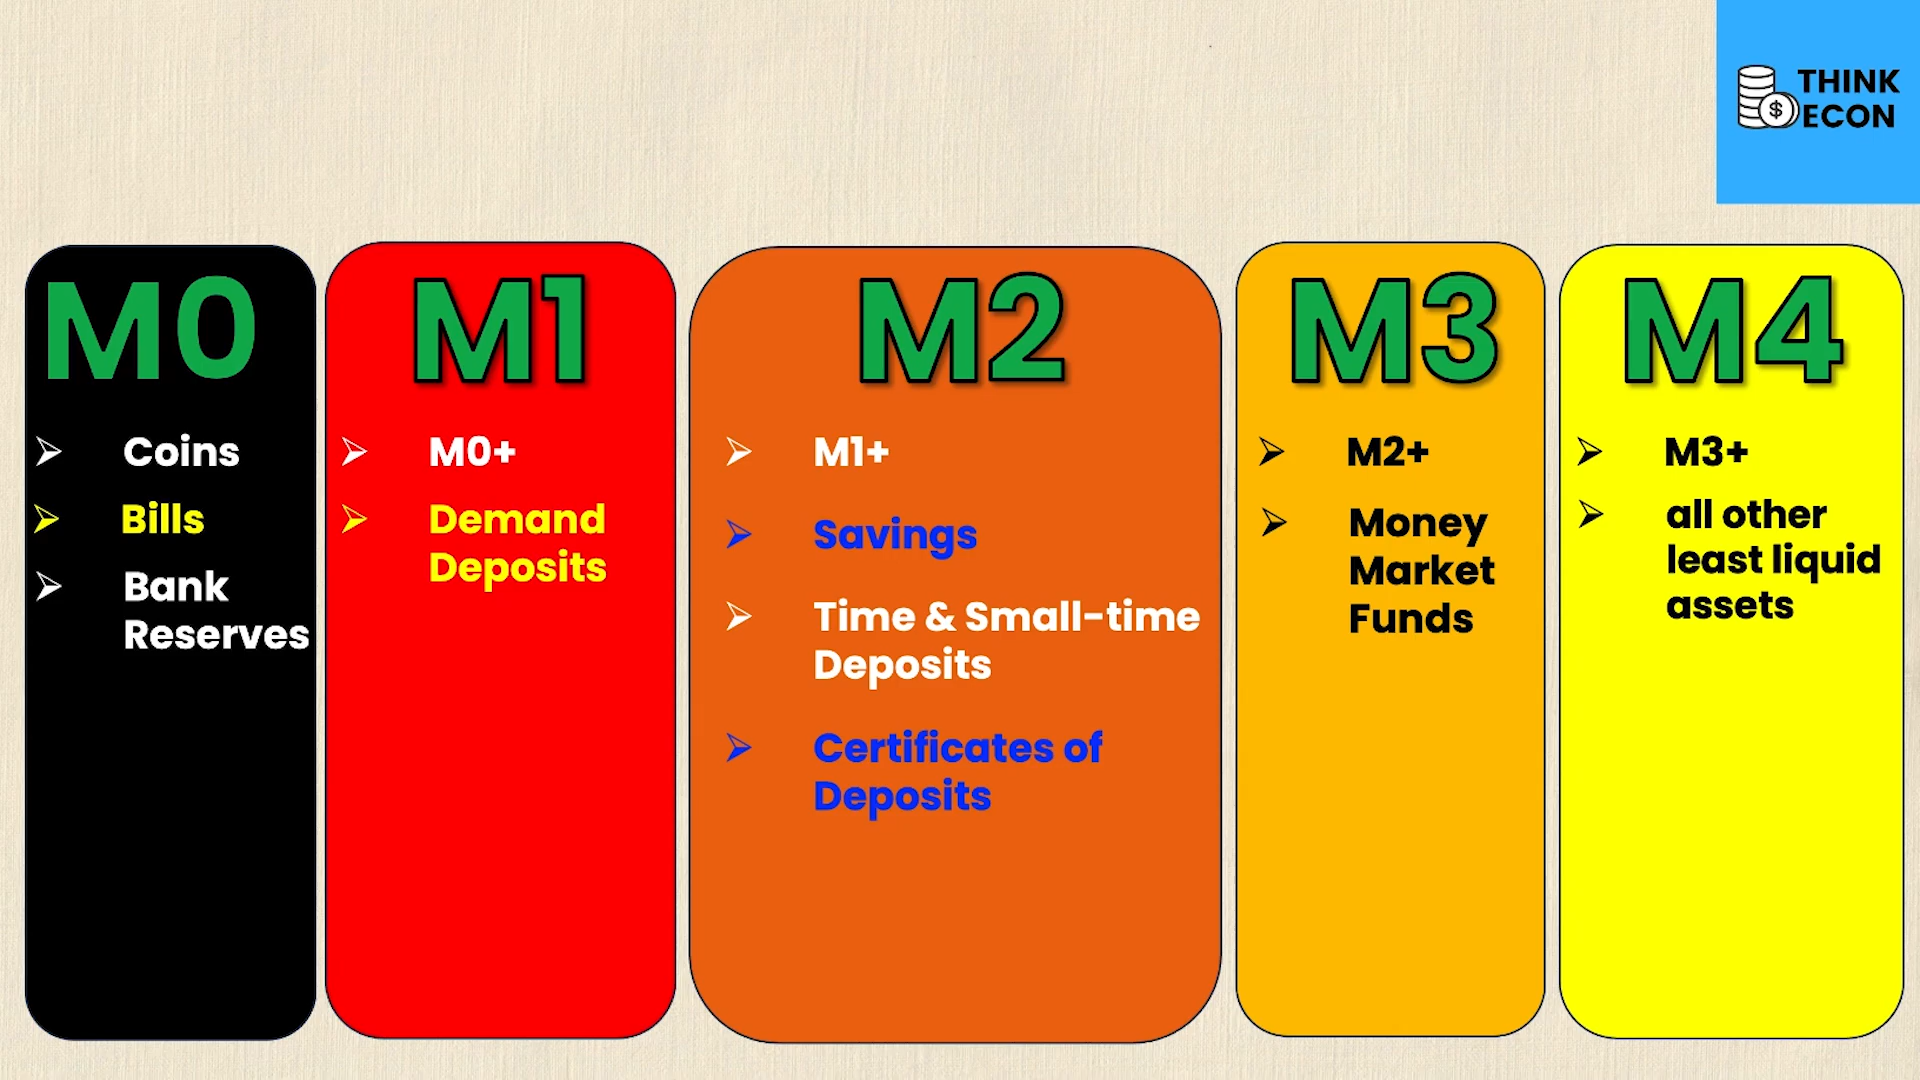 THINK
ECON
M0
Coins
Bills
Bank
Reserves
M1
M0+
Demand
Deposits
M2
M1+
Savings
Time & Small-time
Deposits
Certificates of
Deposits
M3
M2+
Money
Market
Funds
M4
M3+
all other
least liquid
assets